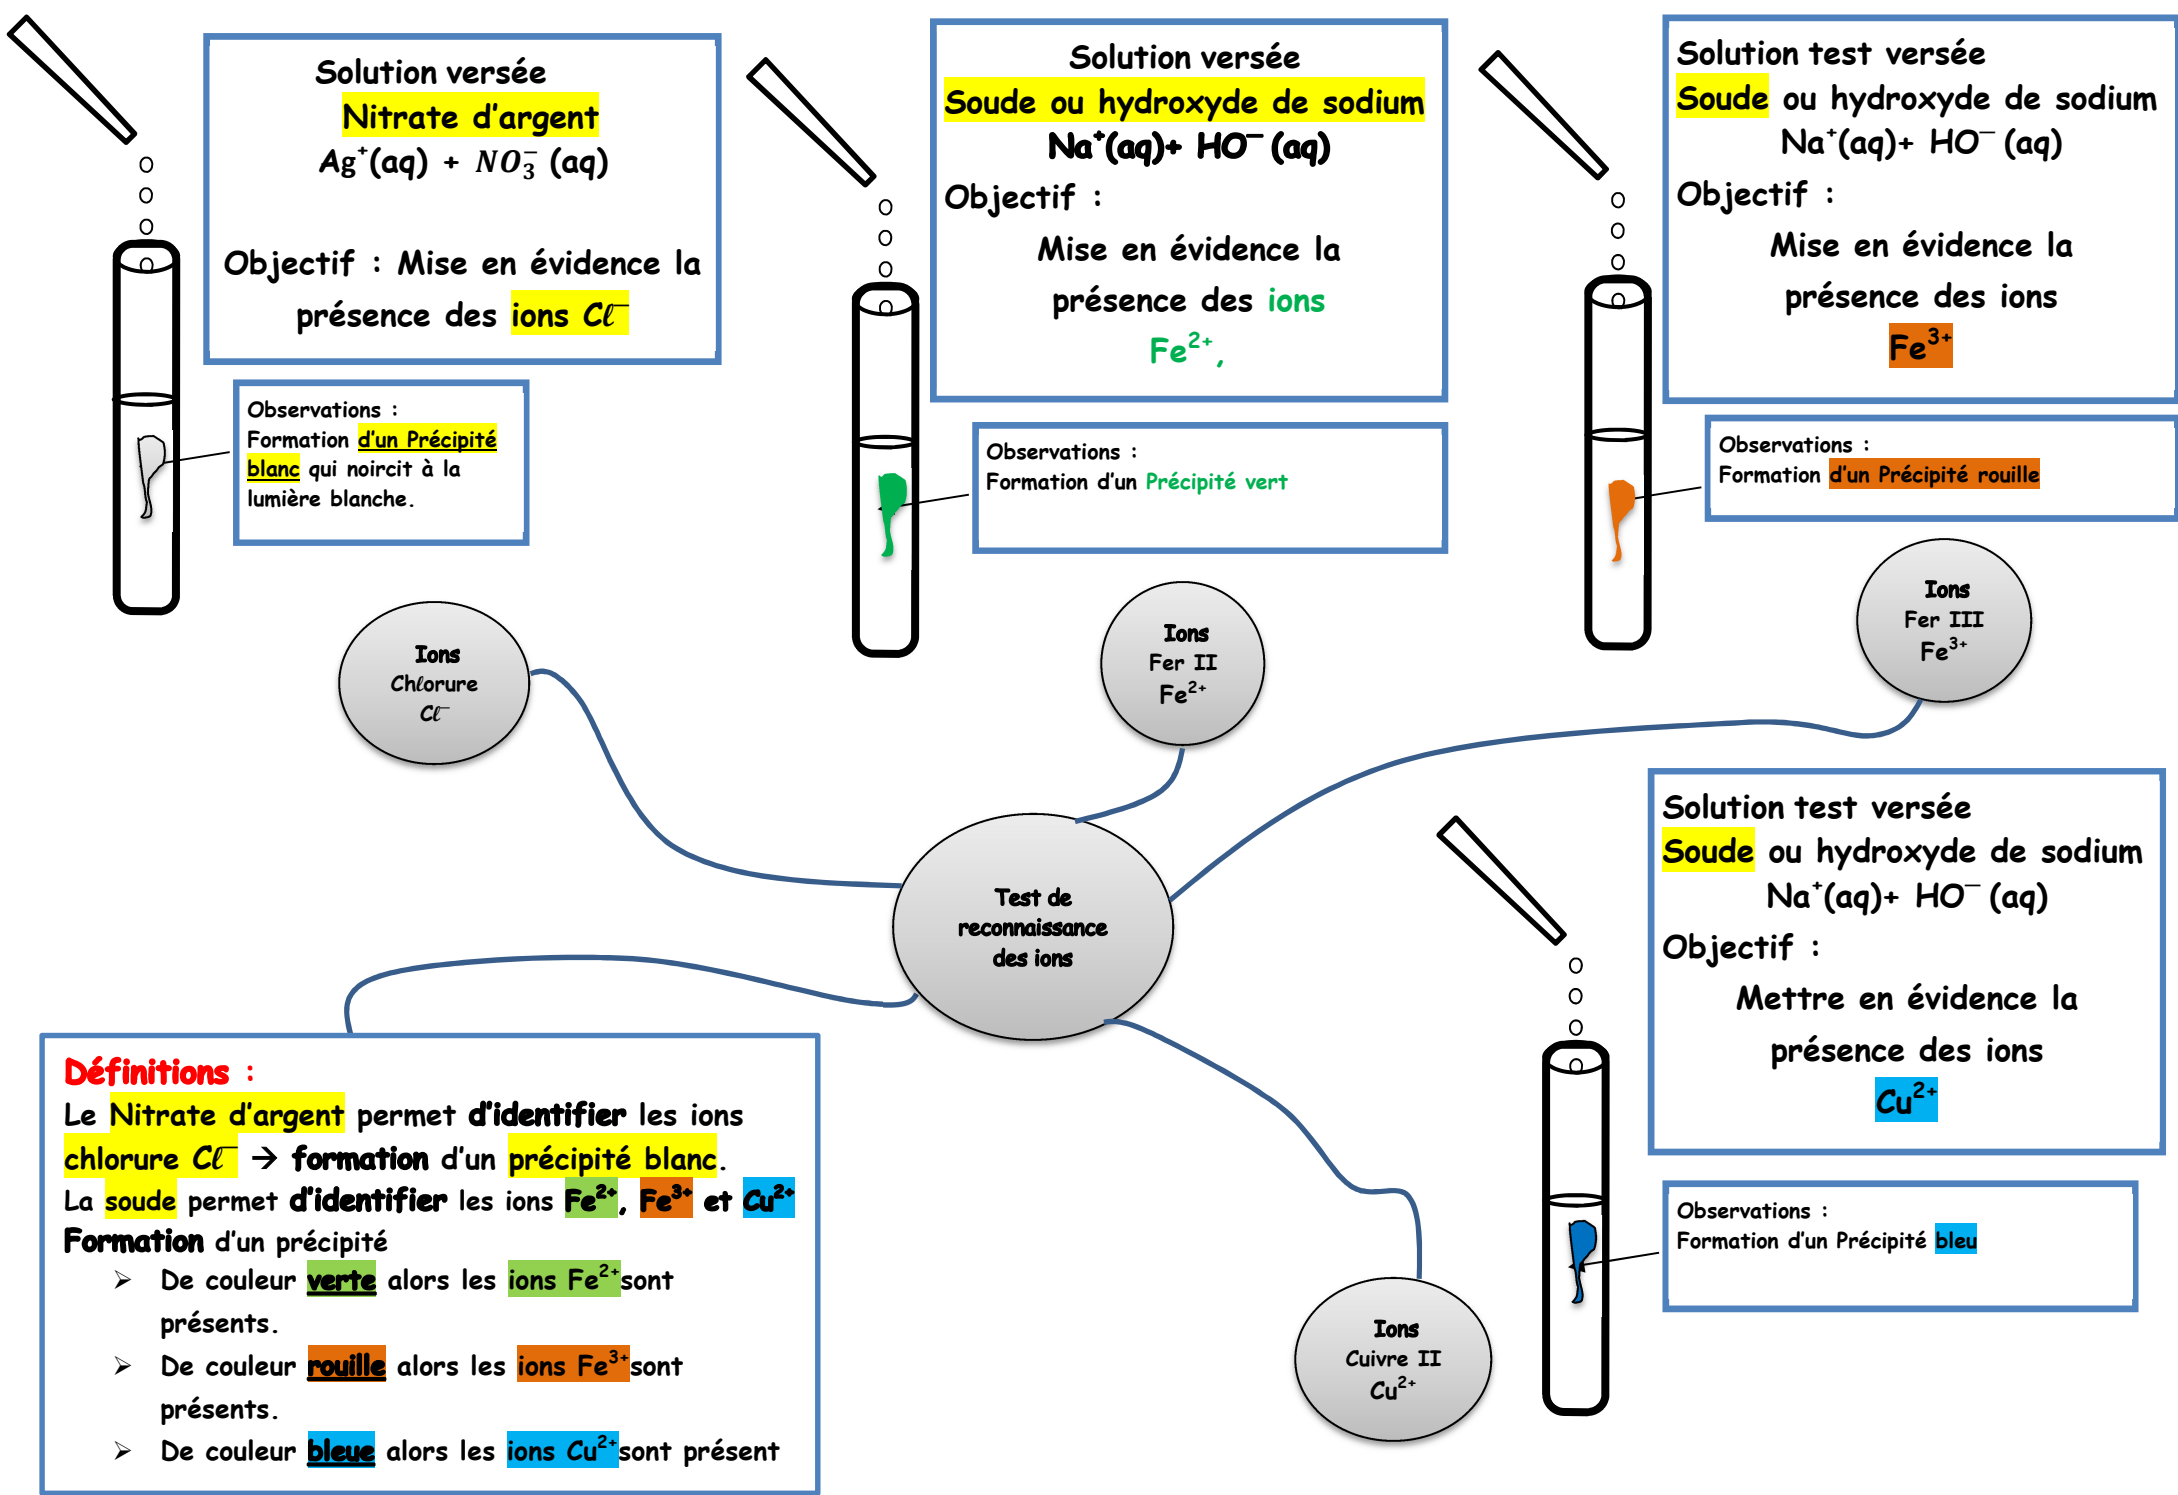 Solution versée
Nitrate d'argent
Ag⁺(aq) + NO₃⁻ (aq)
Objectif : Mise en évidence la
présence des ions Cℓ⁻
Observations :
Formation d'un Précipité
blanc qui noircit à la
lumière blanche.
Solution versée
Soude ou hydroxyde de sodium
Na⁺(aq)+ HO⁻ (aq)
Objectif :
Mise en évidence la
présence des ions
Fe²⁺,
Observations :
Formation d'un Précipité vert
Solution test versée
Soude ou hydroxyde de sodium
Na⁺(aq)+ HO⁻ (aq)
Objectif :
Mise en évidence la
présence des ions
Fe³⁺
Observations :
Formation d'un Précipité rouille
Ions
Chℓorure
Cℓ⁻
Ions
Fer II
Fe²⁺
Ions
Fer III
Fe³⁺
Test de
reconnaissance
des ions
Solution test versée
Soude ou hydroxyde de sodium
Na⁺(aq)+ HO⁻ (aq)
Objectif :
Mettre en évidence la
présence des ions
Cu²⁺
Observations :
Formation d'un Précipité bleu
Ions
Cuivre II
Cu²⁺
Définitions :
Le Nitrate d'argent permet d'identifier les ions
chlorure Cℓ⁻ → formation d'un précipité blanc.
La soude permet d'identifier les ions Fe²⁺, Fe³⁺ et Cu²⁺
Formation d'un précipité
➢ De couleur verte alors les ions Fe²⁺sont
présents.
➢ De couleur rouille alors les ions Fe³⁺sont
présents.
➢ De couleur bleue alors les ions Cu²⁺sont présent